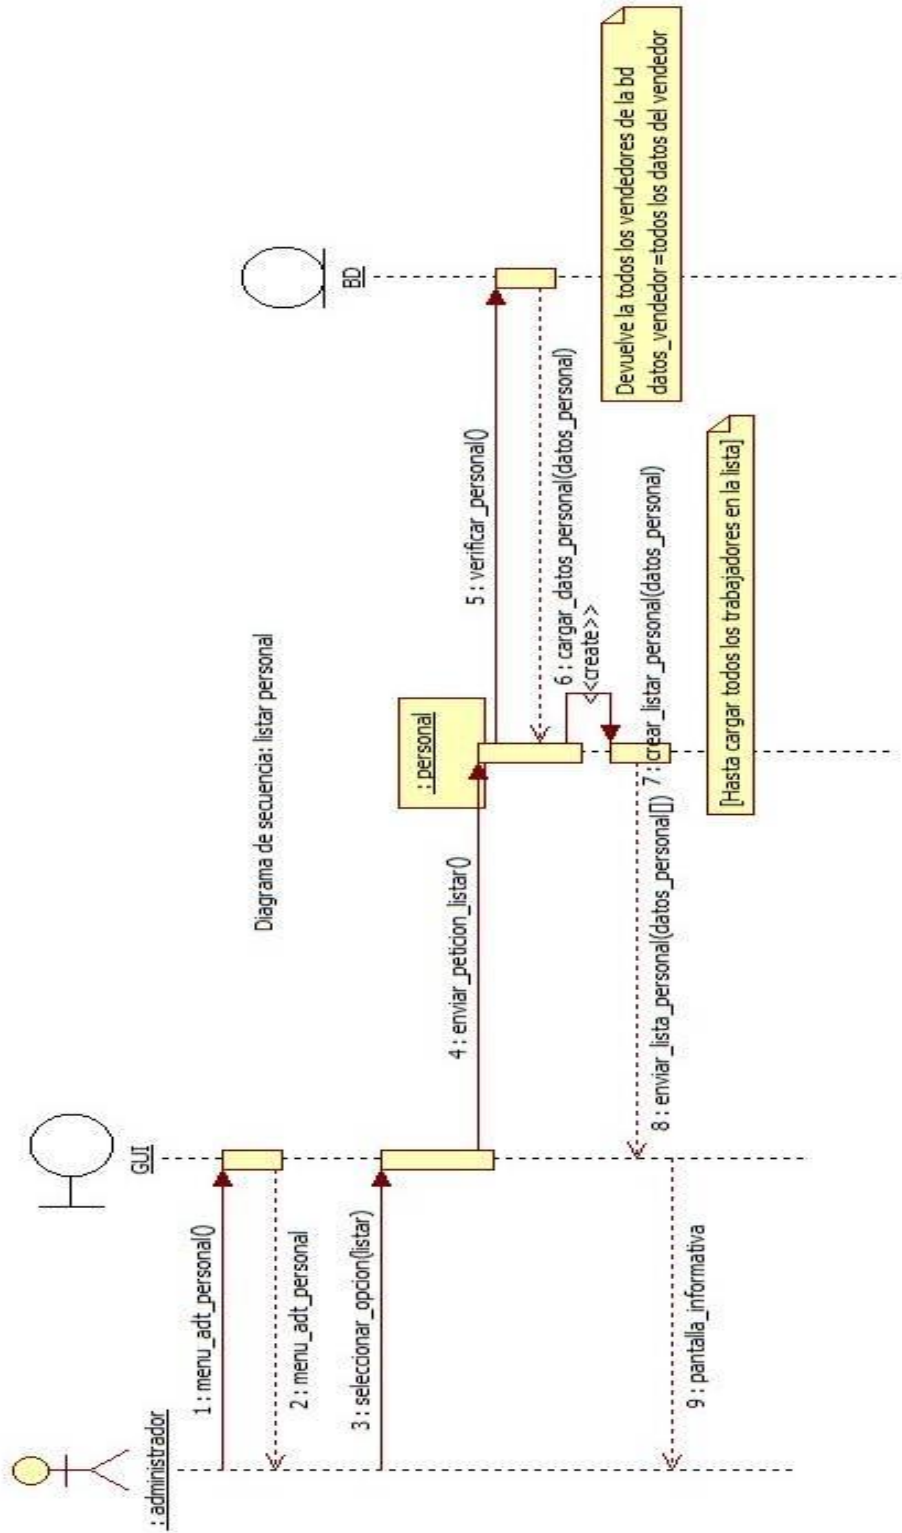 Diagrama de secuencia: listar personal
: administrador
GUI
: personal
BD
1 : menu_adt_personal()
2 : menu_adt_personal
3 : seleccionar_opcion(listar)
4 : enviar_peticion_listar()
5 : verificar_personal()
6 : cargar_datos_personal(datos_personal)
<<create>>
7 : crear_listar_personal(datos_personal)
8 : enviar_lista_personal(datos_personal[])
9 : pantalla_informativa
Devuelve la todos los vendedores de la bd
datos_vendedor=todos los datos del vendedor
[Hasta cargar todos los trabajadores en la lista]